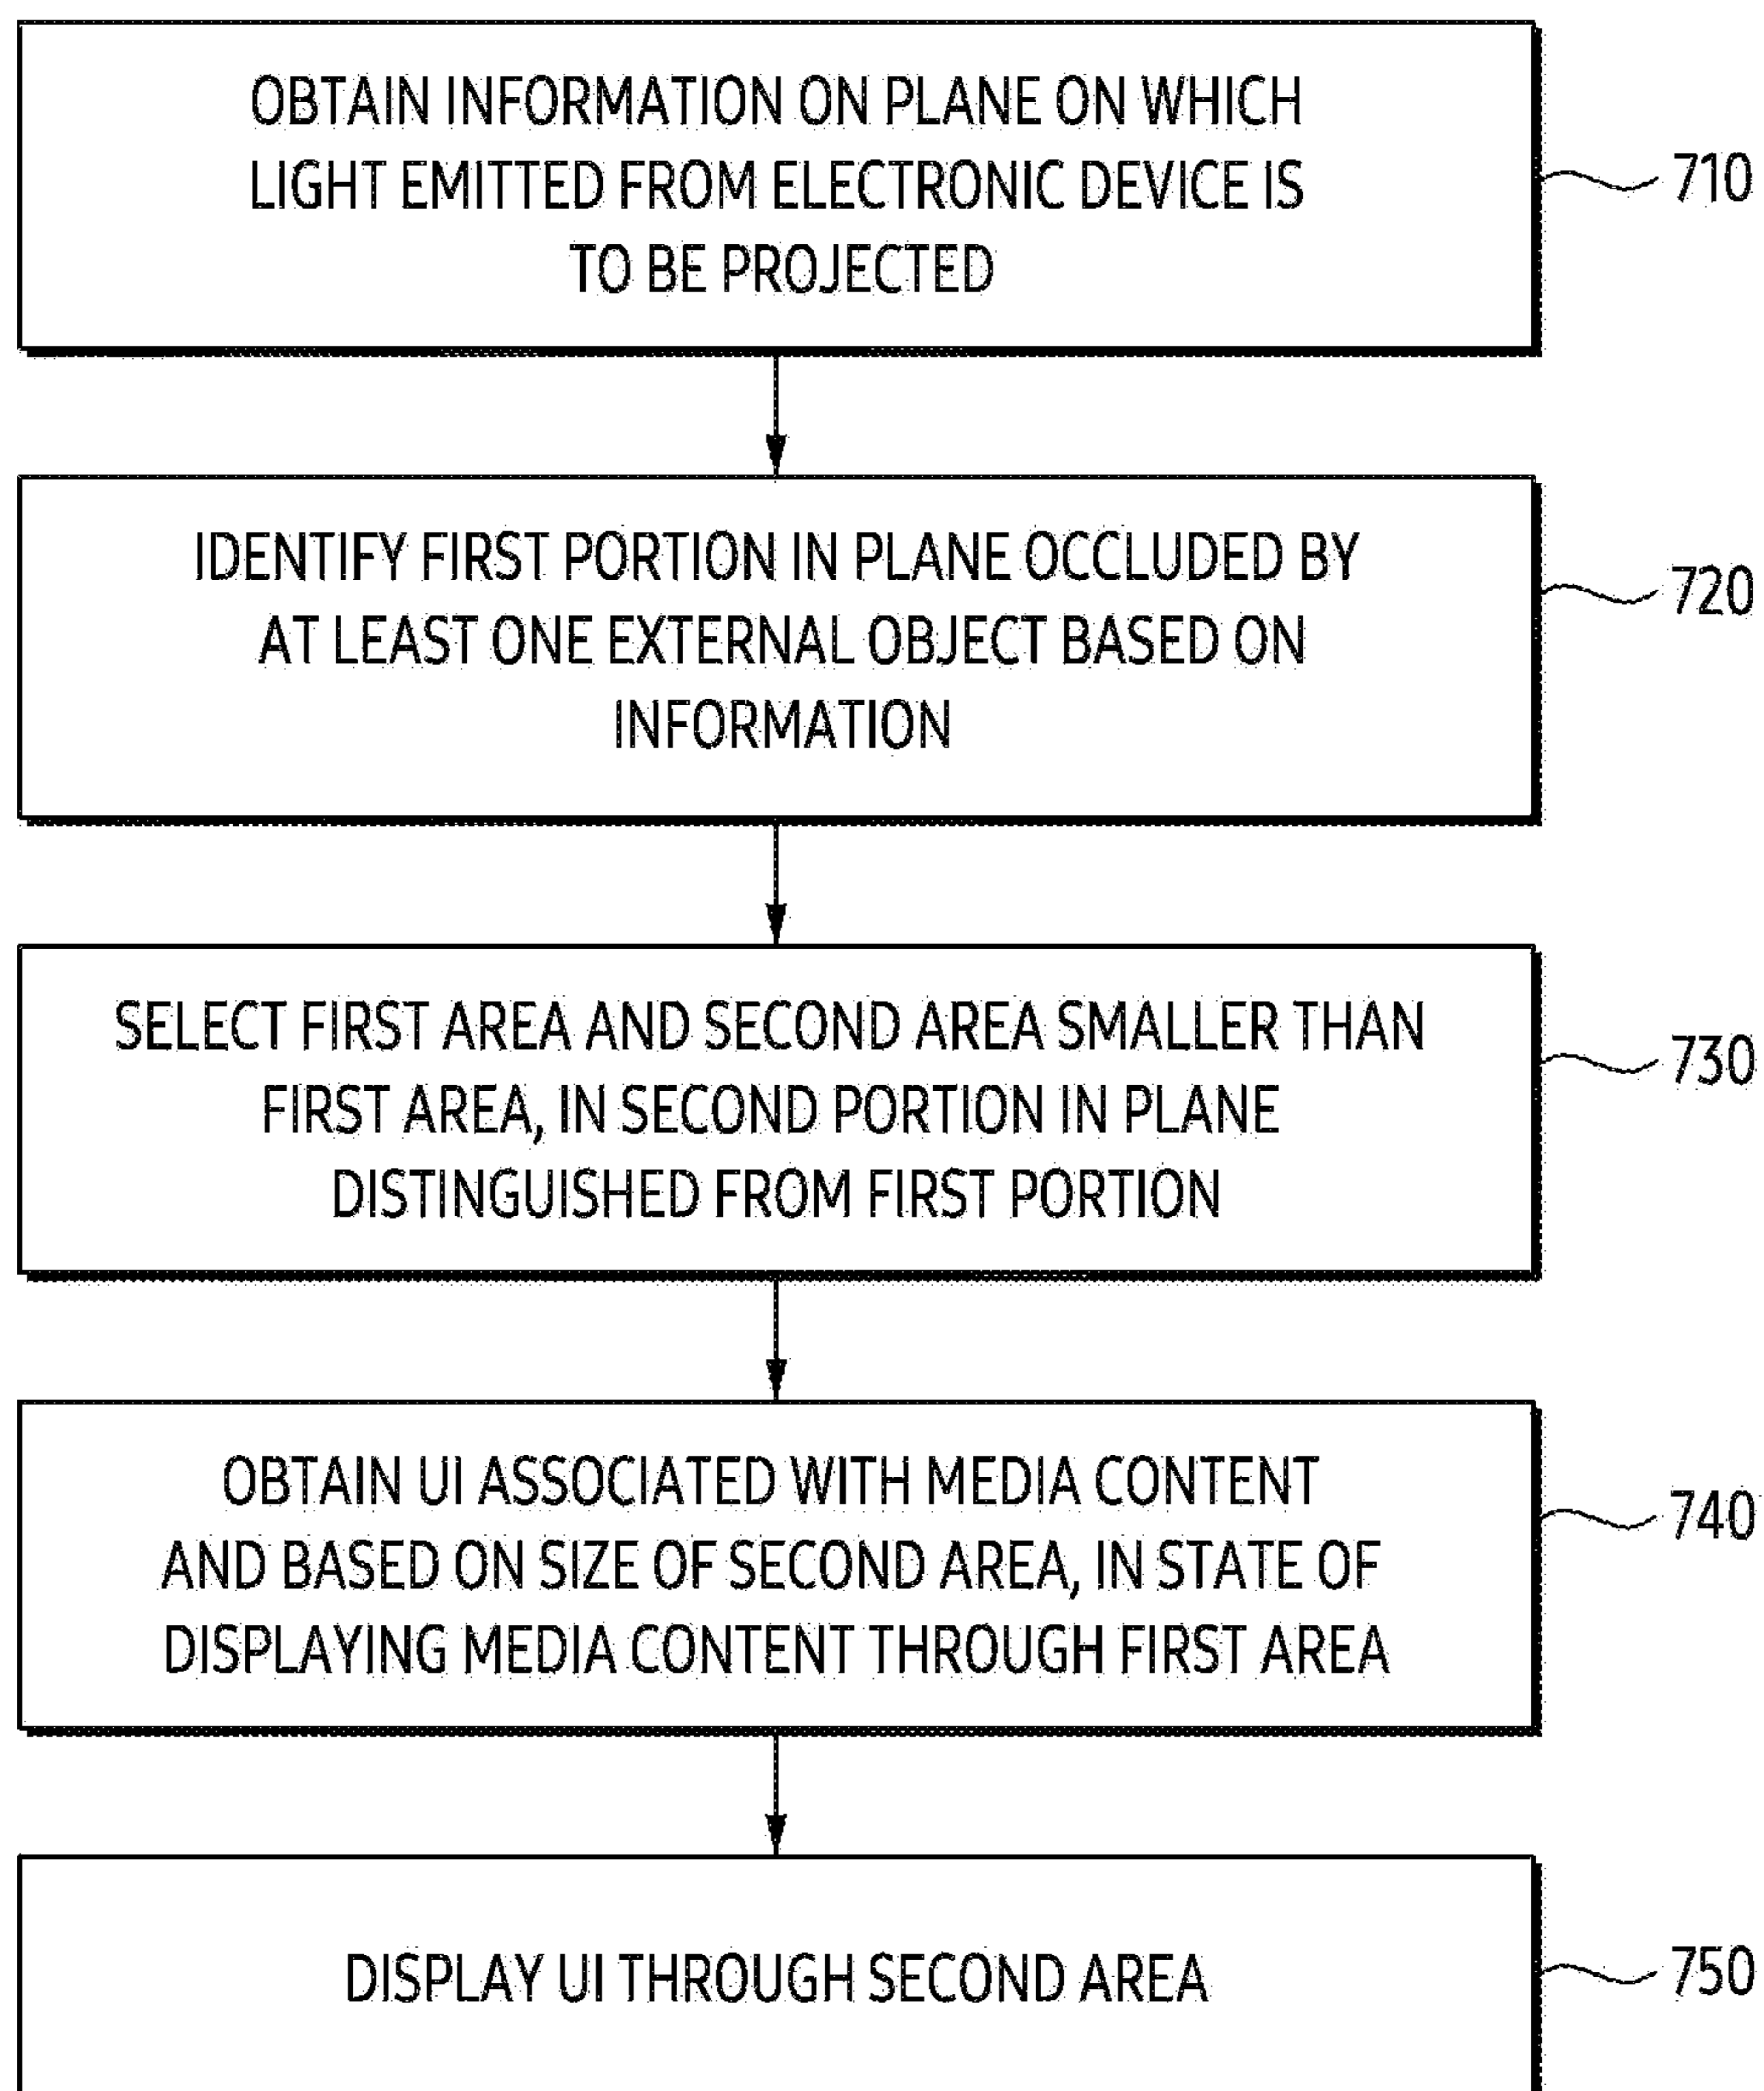 OBTAIN INFORMATION ON PLANE ON WHICH
LIGHT EMITTED FROM ELECTRONIC DEVICE IS
TO BE PROJECTED
710
IDENTIFY FIRST PORTION IN PLANE OCCLUDED BY
AT LEAST ONE EXTERNAL OBJECT BASED ON
INFORMATION
720
SELECT FIRST AREA AND SECOND AREA SMALLER THAN
FIRST AREA, IN SECOND PORTION IN PLANE
DISTINGUISHED FROM FIRST PORTION
730
OBTAIN UI ASSOCIATED WITH MEDIA CONTENT
AND BASED ON SIZE OF SECOND AREA, IN STATE OF
DISPLAYING MEDIA CONTENT THROUGH FIRST AREA
740
DISPLAY UI THROUGH SECOND AREA
750